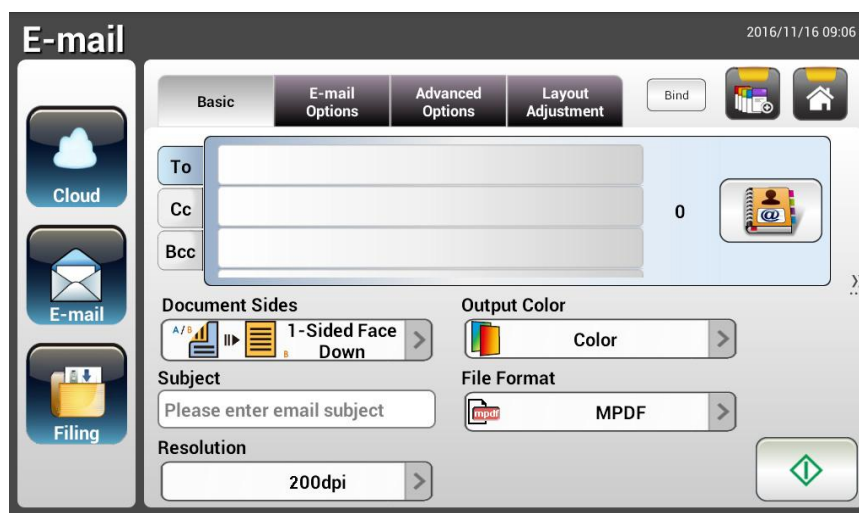 E-mail
2016/11/16 09:06
Cloud
E-mail
Filing
Basic
E-mail
Options
Advanced
Options
Layout
Adjustment
Bind
To
Cc
Bcc
0
@
Document Sides
A/B
B
1-Sided Face
Down
Output Color
Color
Subject
Please enter email subject
File Format
mpdf
MPDF
Resolution
200dpi